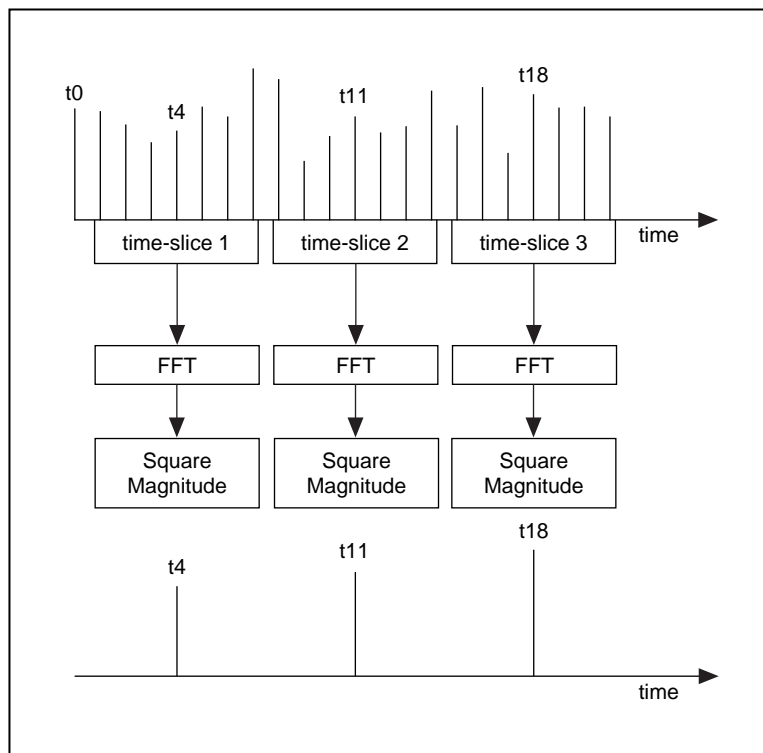 t0
t4
t11
t18
time-slice 1
time-slice 2
time-slice 3
time
FFT
FFT
FFT
Square
Magnitude
Square
Magnitude
Square
Magnitude
t4
t11
t18
time